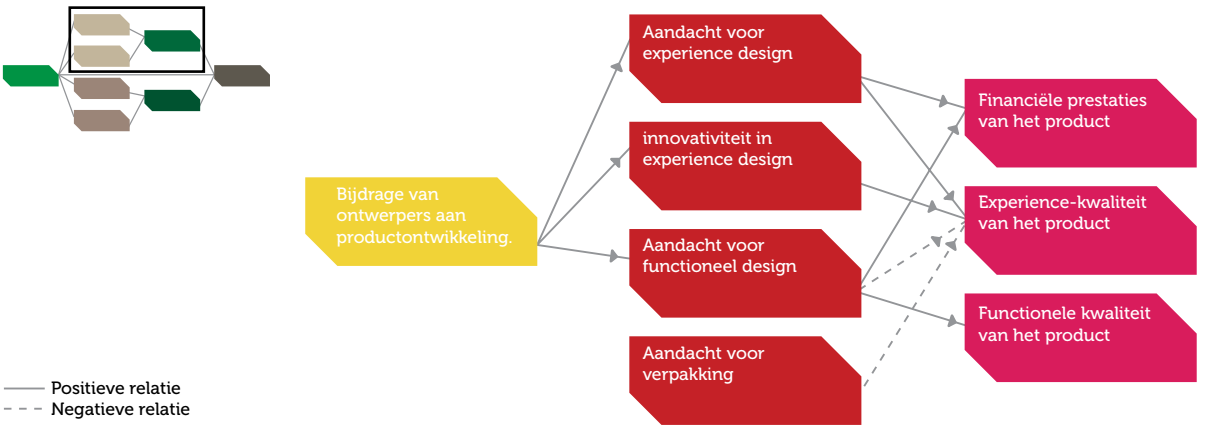 Aandacht voor
experience design
innovativiteit in
experience design
Bijdrage van
ontwerpers aan
productontwikkeling.
Aandacht voor
functioneel design
Aandacht voor
verpakking
Financiële prestaties
van het product
Experience-kwaliteit
van het product
Functionele kwaliteit
van het product
Positieve relatie
Negatieve relatie